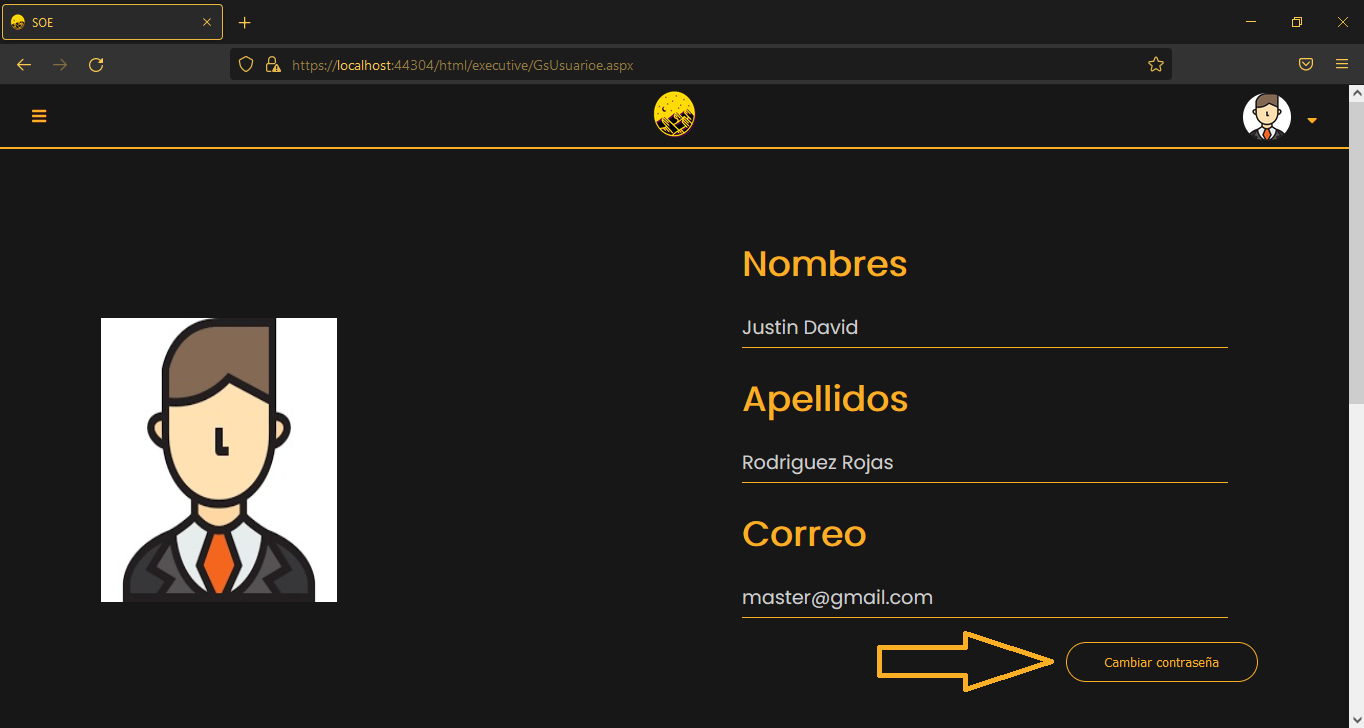 SOE
https://localhost:44304/html/executive/GsUsuarioe.aspx
Nombres
Justin David
Apellidos
Rodriguez Rojas
Correo
master@gmail.com
Cambiar contraseña